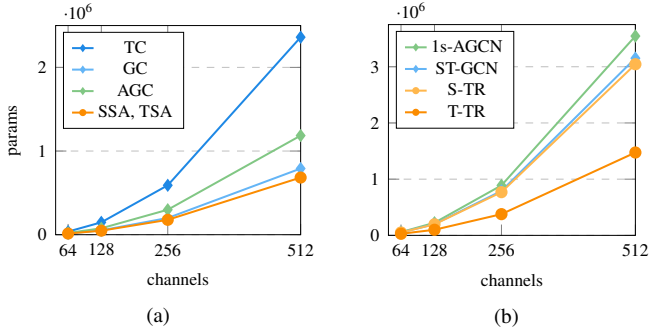 ·10⁶
params
2
1
0
TC
GC
AGC
SSA, TSA
64 128 256 512
channels
(a)
·10⁶
3
2
1
0
1s-AGCN
ST-GCN
S-TR
T-TR
64 128 256 512
channels
(b)